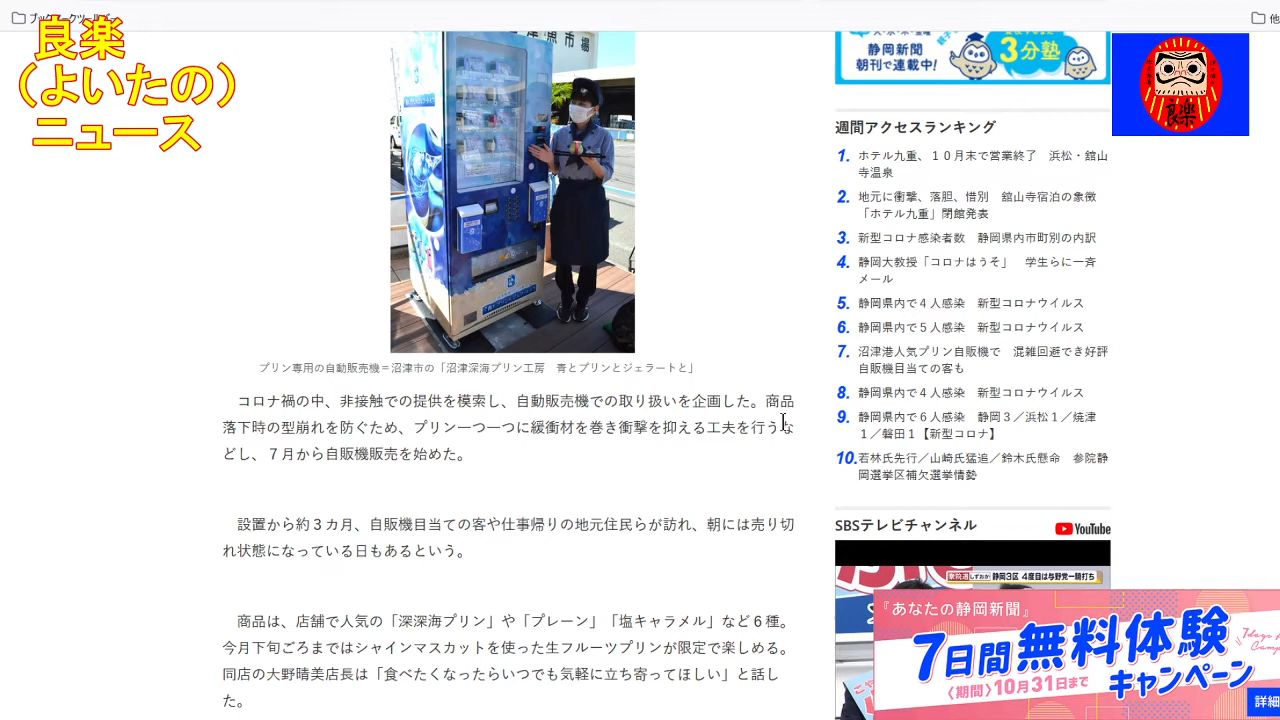 良楽
（よいたの）
ニュース
津魚市場
プリン専用の自動販売機＝沼津市の「沼津深海プリン工房　青とプリンとジェラートと」
コロナ禍の中、非接触での提供を模索し、自動販売機での取り扱いを企画した。商品
落下時の型崩れを防ぐため、プリン一つ一つに緩衝材を巻き衝撃を抑える工夫を行うな
どし、７月から自販機販売を始めた。
設置から約３カ月、自販機目当ての客や仕事帰りの地元住民らが訪れ、朝には売り切
れ状態になっている日もあるという。
商品は、店舗で人気の「深深海プリン」や「プレーン」「塩キャラメル」など６種。
今月下旬ごろまではシャインマスカットを使った生フルーツプリンが限定で楽しめる。
同店の大野晴美店長は「食べたくなったらいつでも気軽に立ち寄ってほしい」と話し
た。
静岡新聞
朝刊で連載中!
3分塾
良楽
週間アクセスランキング
1. ホテル九重、１０月末で営業終了　浜松・舘山
寺温泉
2. 地元に衝撃、落胆、惜別　舘山寺宿泊の象徴
「ホテル九重」閉館発表
3. 新型コロナ感染者数　静岡県内市町別の内訳
4. 静岡大教授「コロナはうそ」　学生らに一斉
メール
5. 静岡県内で４人感染　新型コロナウイルス
6. 静岡県内で５人感染　新型コロナウイルス
7. 沼津港人気プリン自販機で　混雑回避でき好評
自販機目当ての客も
8. 静岡県内で４人感染　新型コロナウイルス
9. 静岡県内で６人感染　静岡３／浜松１／焼津
１／磐田１【新型コロナ】
10. 若林氏先行／山崎氏猛追／鈴木氏懸命　参院静
岡選挙区補欠選挙情勢
SBSテレビチャンネル
YouTube
静岡3区 4度目は与野党一騎打ち
『あなたの静岡新聞』
7日間無料体験
キャンペーン
〈期間〉10月31日まで
詳細